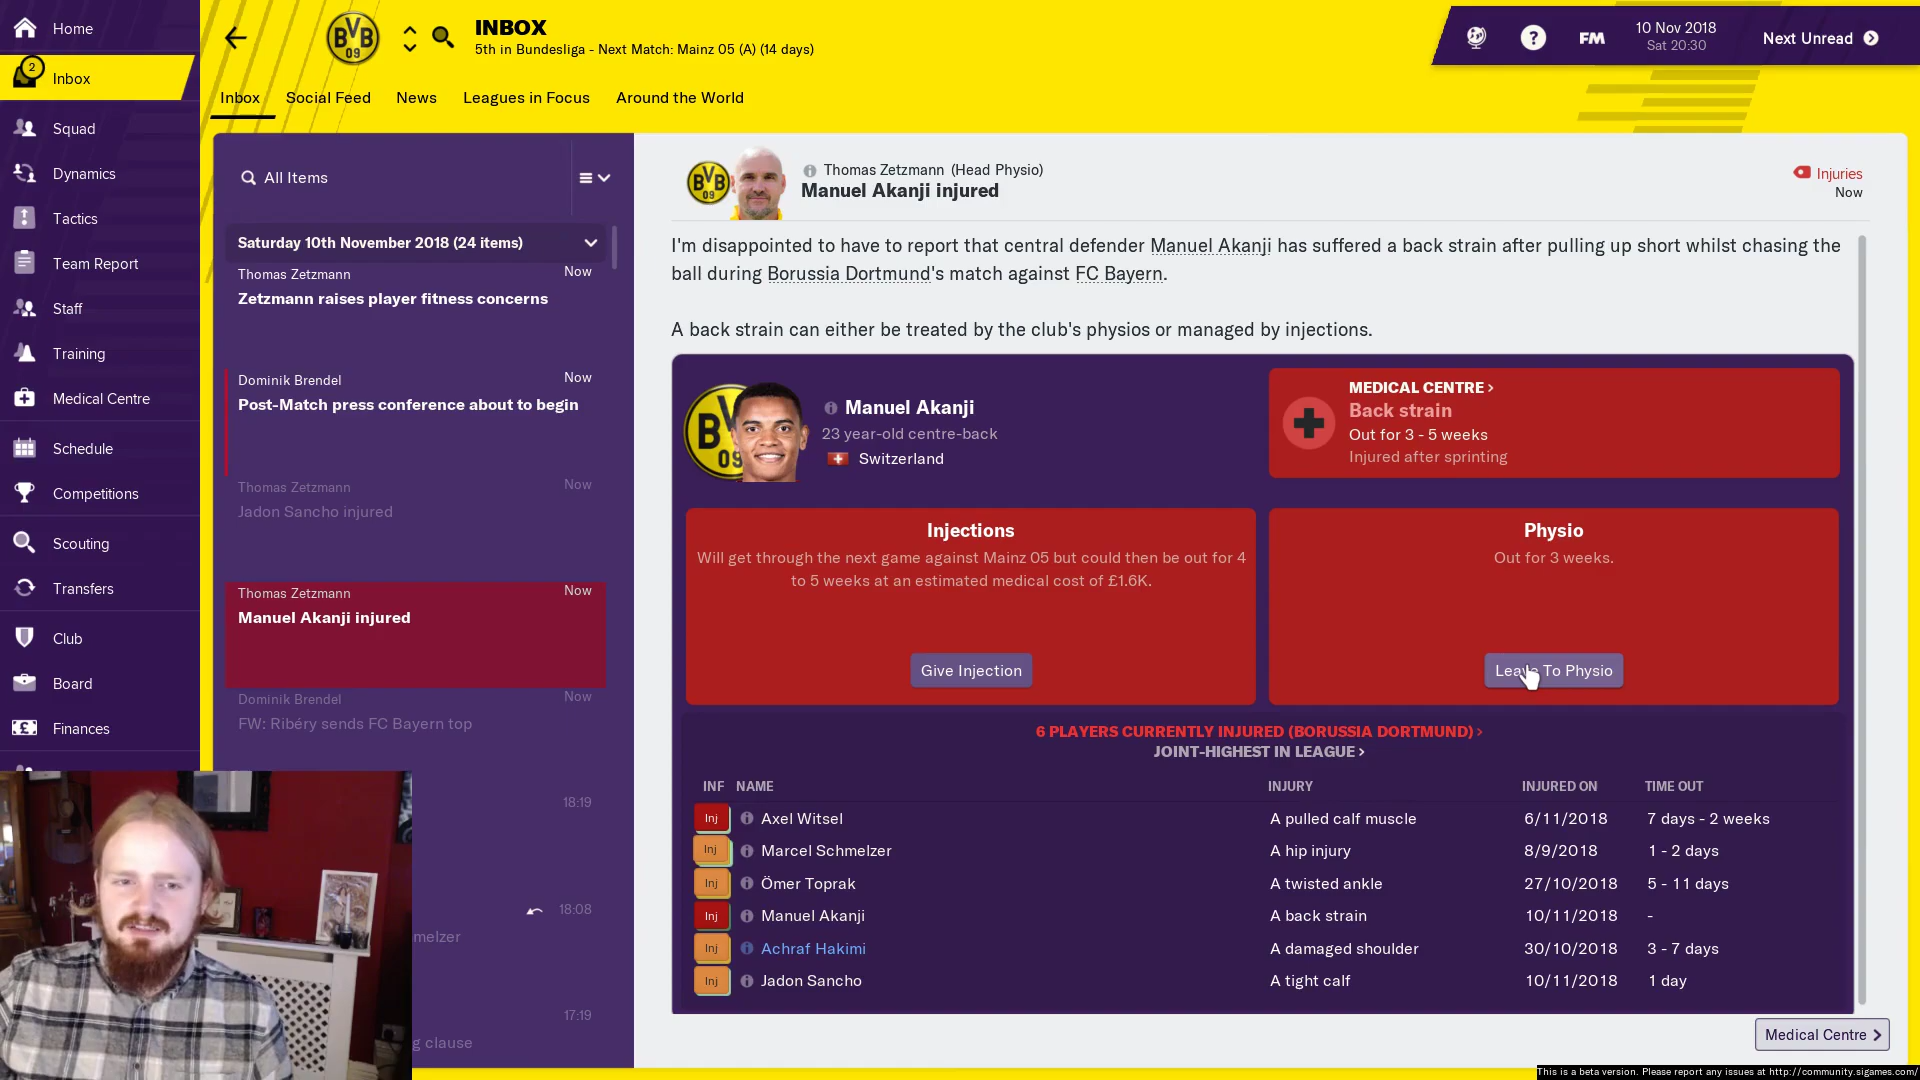 Home
Inbox
2
Squad
Dynamics
Tactics
Team Report
Staff
Training
Medical Centre
Schedule
Competitions
Scouting
Transfers
Club
Board
Finances
BVB
09
INBOX
5th in Bundesliga - Next Match: Mainz 05 (A) (14 days)
?
FM
10 Nov 2018
Sat 20:30
Next Unread
Inbox
Social Feed
News
Leagues in Focus
Around the World
All Items
Saturday 10th November 2018 (24 items)
Thomas Zetzmann
Now
Zetzmann raises player fitness concerns
Dominik Brendel
Now
Post-Match press conference about to begin
Thomas Zetzmann
Now
Jadon Sancho injured
Thomas Zetzmann
Now
Manuel Akanji injured
Dominik Brendel
Now
FW: Ribéry sends FC Bayern top
18:19
18:08
melzer
17:19
g clause
BVB
09
Thomas Zetzmann (Head Physio)
Manuel Akanji injured
Injuries
Now
I'm disappointed to have to report that central defender Manuel Akanji has suffered a back strain after pulling up short whilst chasing the
ball during Borussia Dortmund's match against FC Bayern.
A back strain can either be treated by the club's physios or managed by injections.
Manuel Akanji
23 year-old centre-back
Switzerland
MEDICAL CENTRE >
Back strain
Out for 3 - 5 weeks
Injured after sprinting
Injections
Will get through the next game against Mainz 05 but could then be out for 4
to 5 weeks at an estimated medical cost of £1.6K.
Give Injection
Physio
Out for 3 weeks.
Leave To Physio
6 PLAYERS CURRENTLY INJURED (BORUSSIA DORTMUND) >
JOINT-HIGHEST IN LEAGUE >
INF NAME INJURY INJURED ON TIME OUT
Inj Axel Witsel A pulled calf muscle 6/11/2018 7 days - 2 weeks
Inj Marcel Schmelzer A hip injury 8/9/2018 1 - 2 days
Inj Ömer Toprak A twisted ankle 27/10/2018 5 - 11 days
Inj Manuel Akanji A back strain 10/11/2018 -
Inj Achraf Hakimi A damaged shoulder 30/10/2018 3 - 7 days
Inj Jadon Sancho A tight calf 10/11/2018 1 day
Medical Centre >
This is a beta version. Please report any issues at http://community.sigames.com/